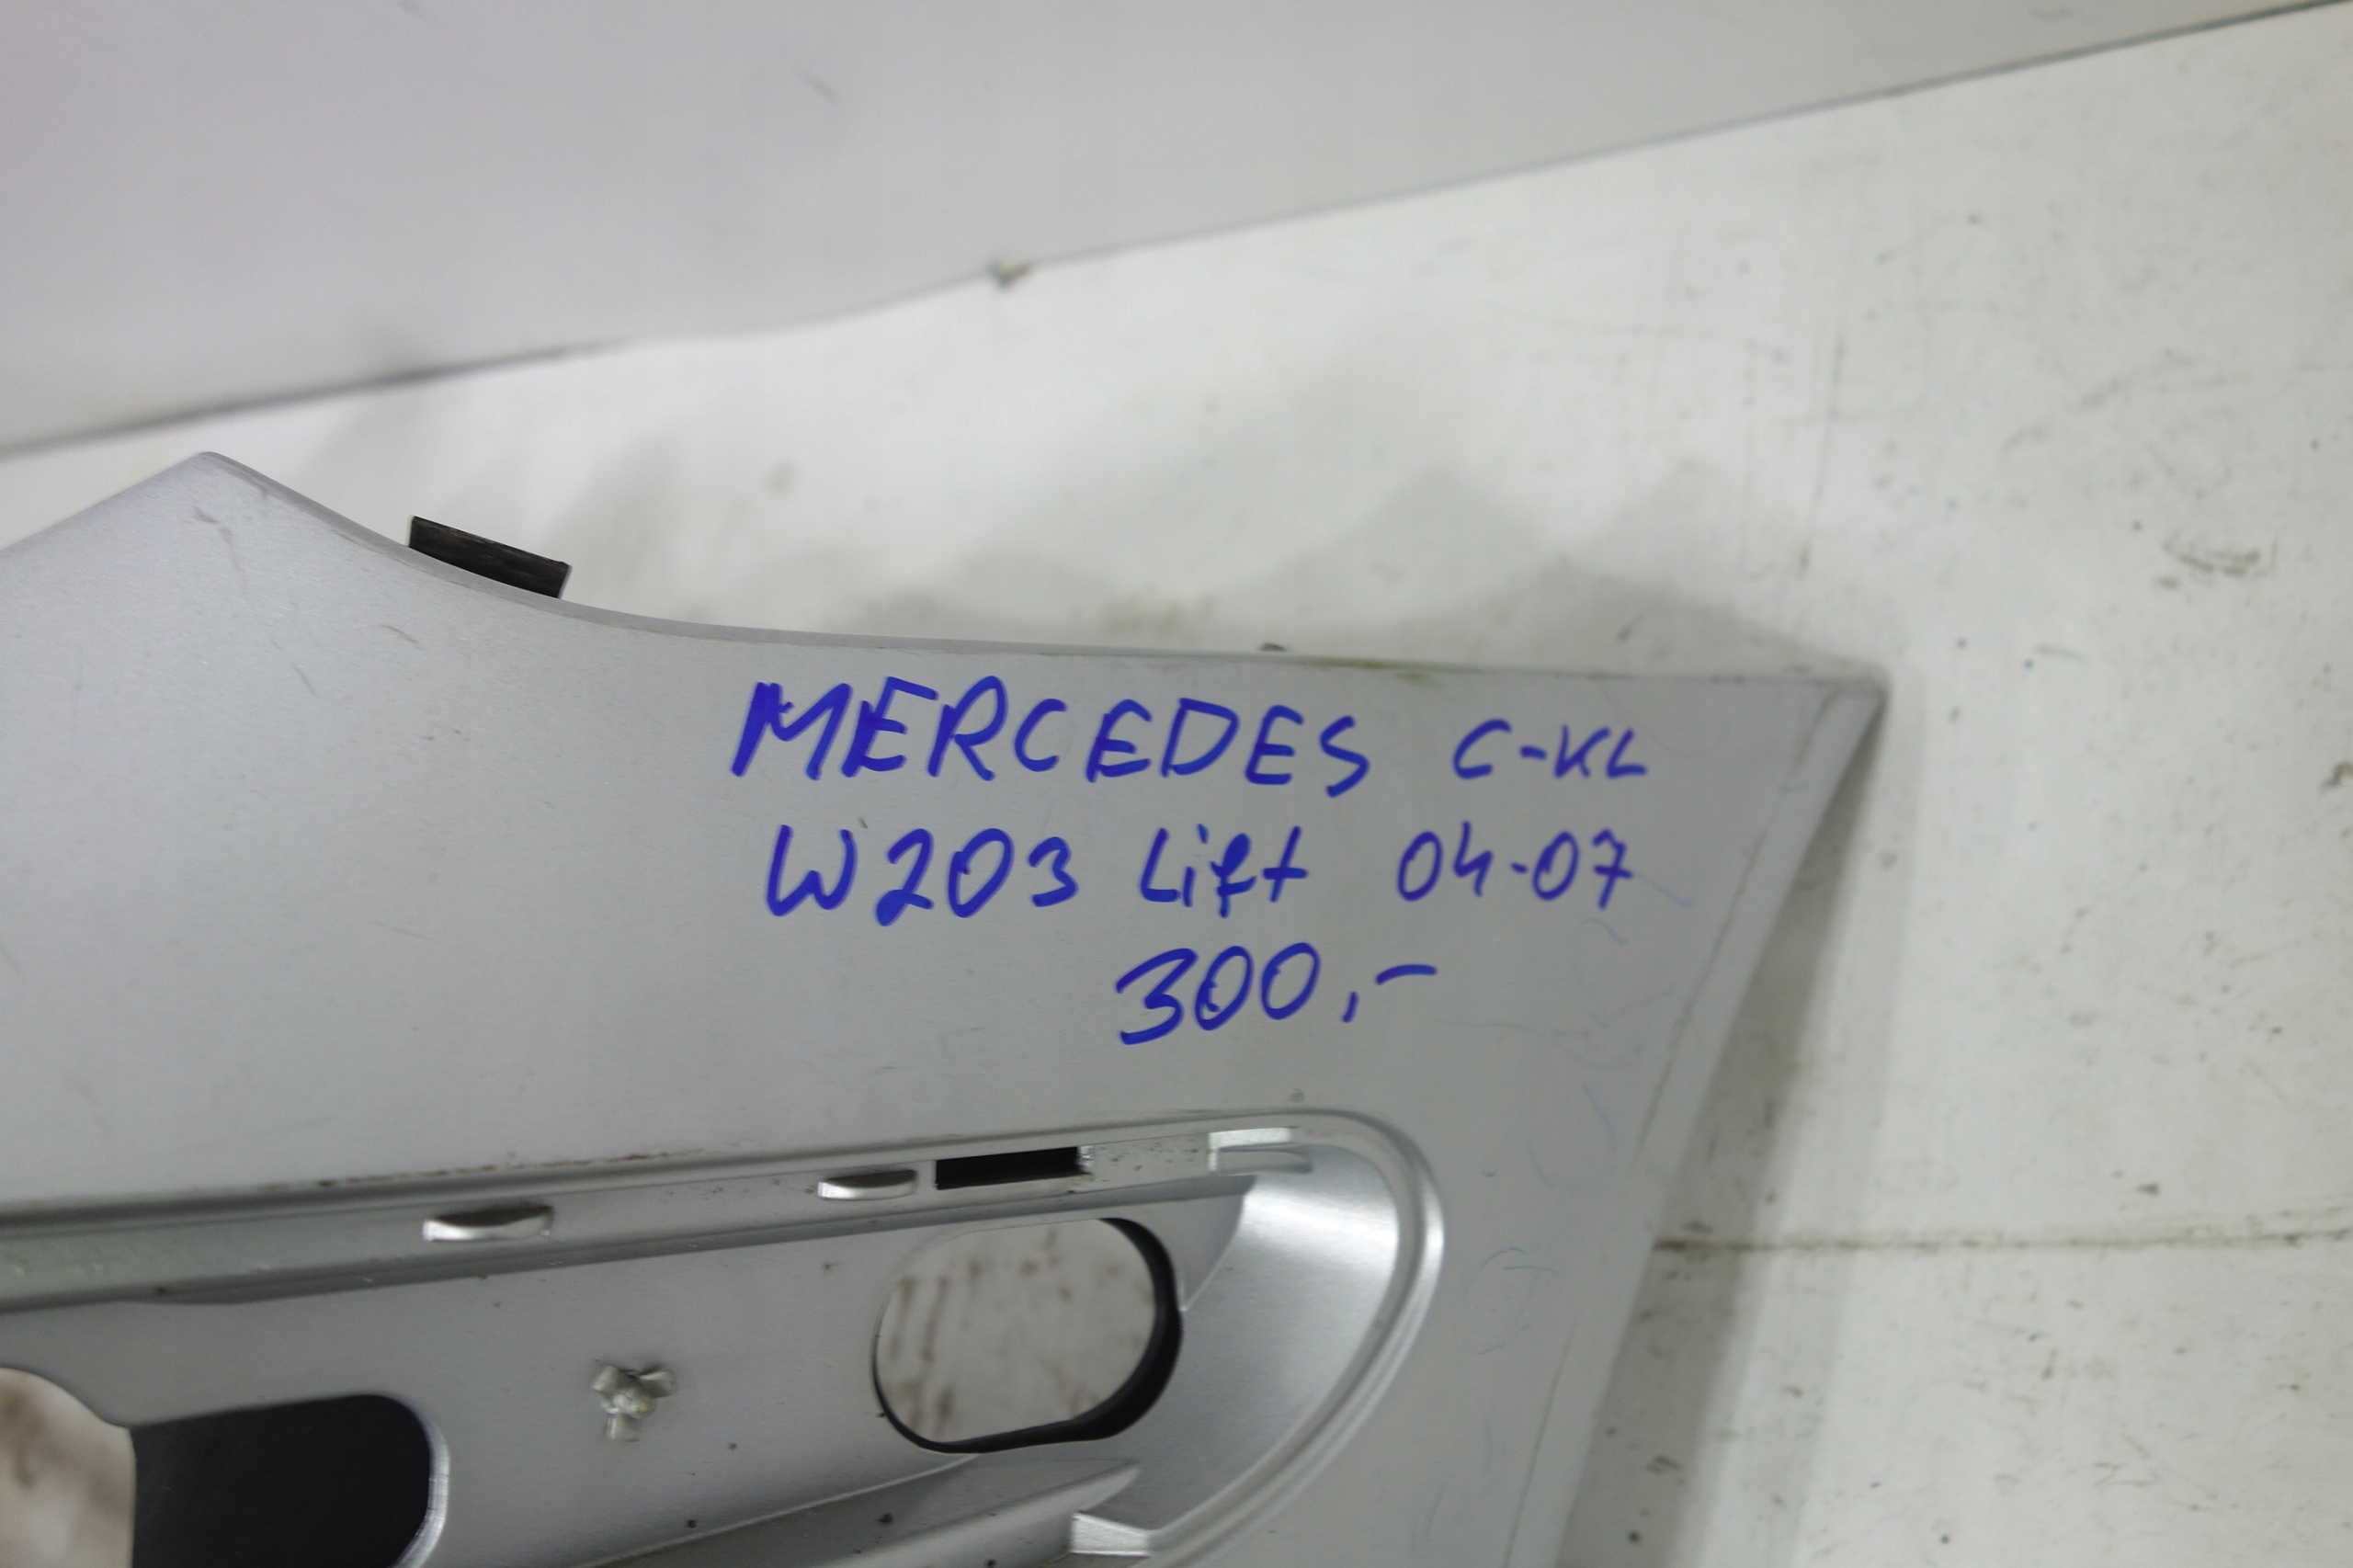 MERCEDES C-KL
W203 Lift 04-07
300,-